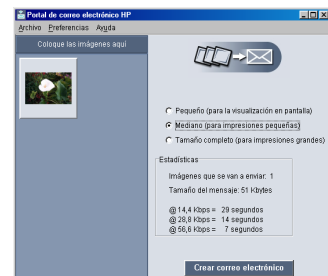 Portal de correo electrónico HP
Archivo Preferencias Ayuda
Coloque las imágenes aquí
Pequeño (para la visualización en pantalla)
Mediano (para impresiones pequeñas)
Tamaño completo (para impresiones grandes)
Estadísticas
Imágenes que se van a enviar: 1
Tamaño del mensaje: 51 Kbytes
@ 14,4 Kbps = 29 segundos
@ 28,8 Kbps = 14 segundos
@ 56,6 Kbps = 7 segundos
Crear correo electrónico